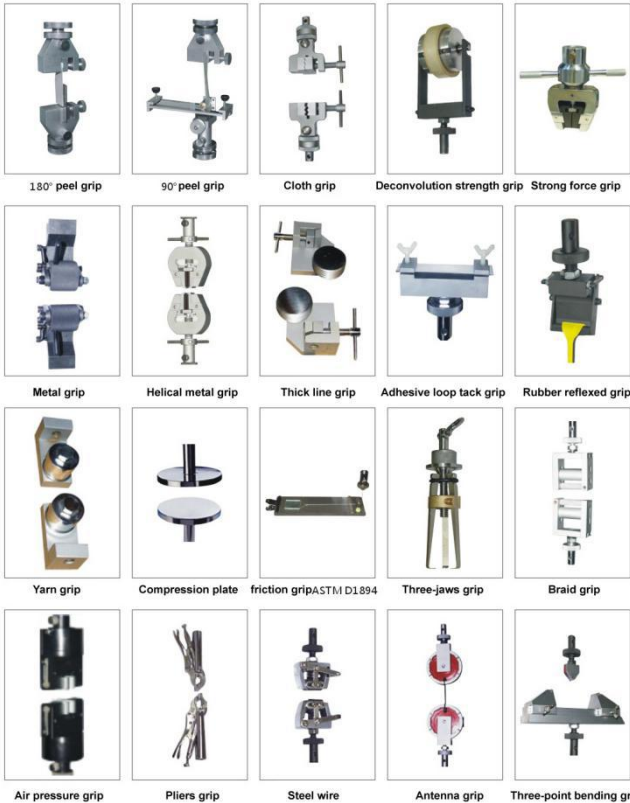 180° peel grip
90° peel grip
Cloth grip
Deconvolution strength grip
Strong force grip
Metal grip
Helical metal grip
Thick line grip
Adhesive loop tack grip
Rubber reflexed grip
Yarn grip
Compression plate
friction gripASTM D1894
Three-jaws grip
Braid grip
Air pressure grip
Pliers grip
Steel wire
Antenna grip
Three-point bending gr